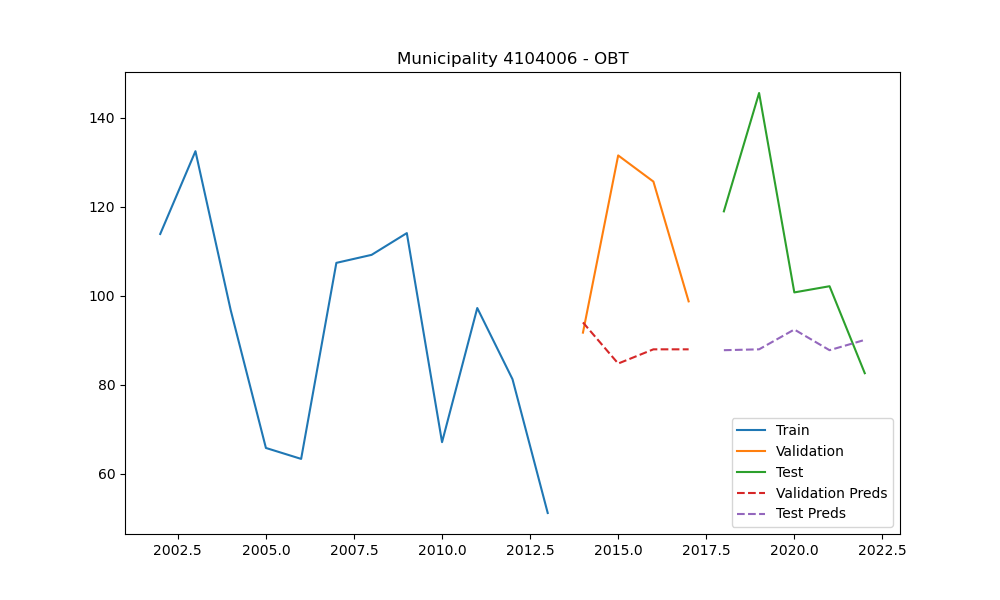 Municipality 4104006 - OBT
140
120
100
80
60
2002.5 2005.0 2007.5 2010.0 2012.5 2015.0 2017.5 2020.0 2022.5
Train
Validation
Test
Validation Preds
Test Preds